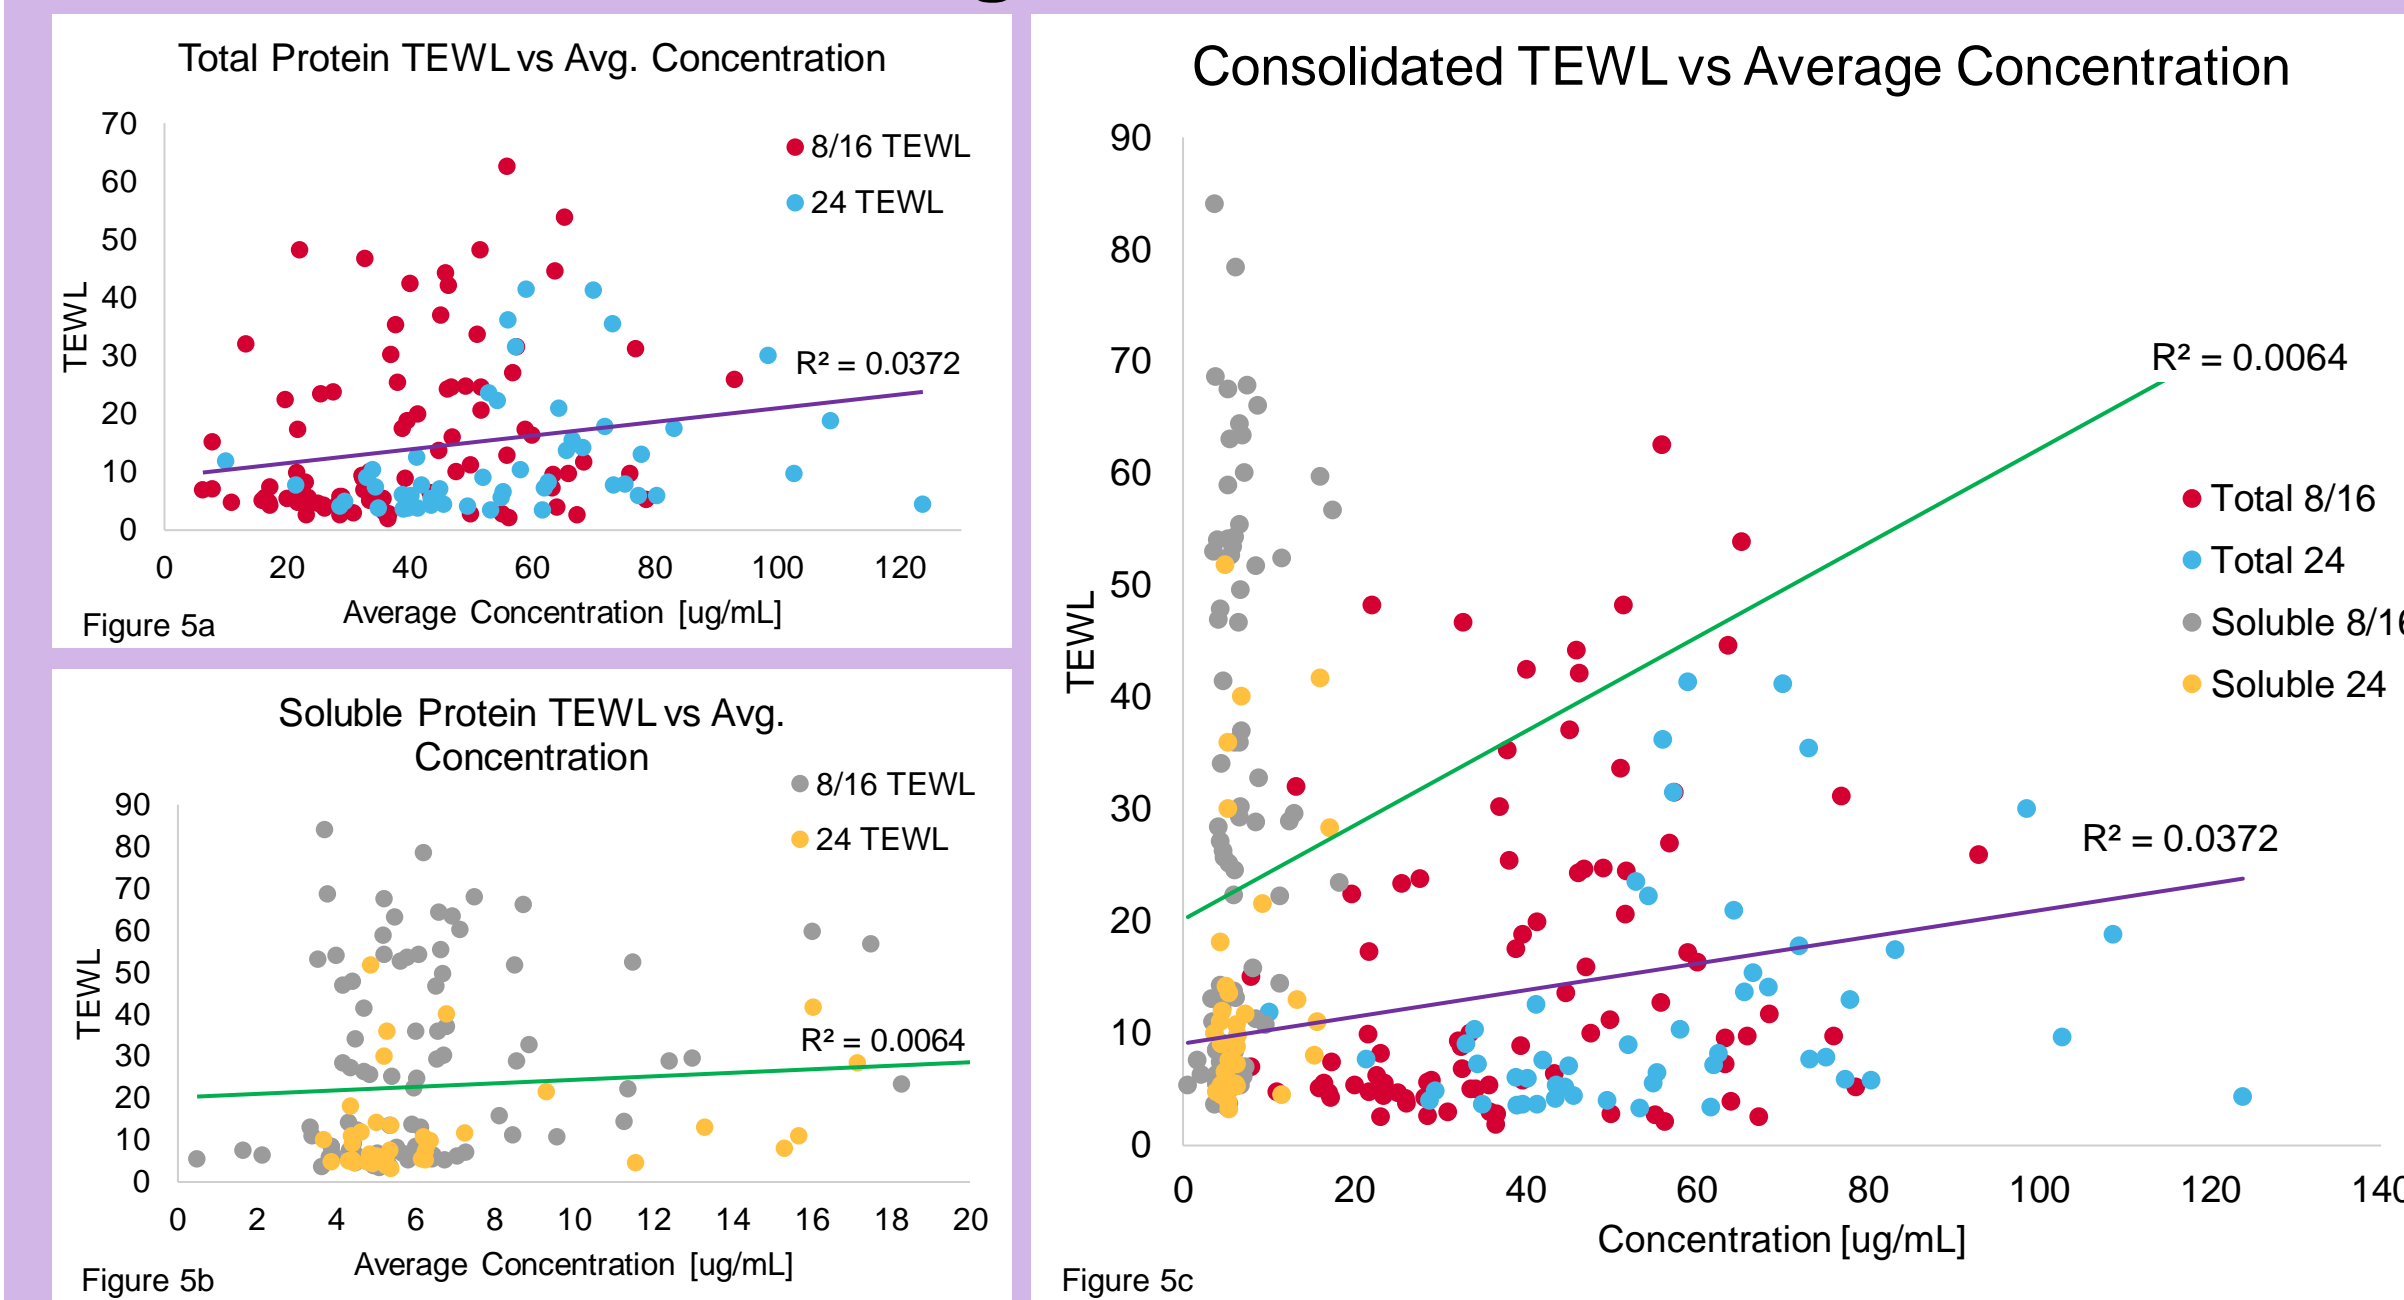 Total Protein TEWL vs Avg. Concentration
70
60
50
40
30
20
10
0
TEWL
8/16 TEWL
24 TEWL
R² = 0.0372
0 20 40 60 80 100 120
Average Concentration [ug/mL]
Figure 5a
Soluble Protein TEWL vs Avg.
Concentration
90
80
70
60
50
40
30
20
10
0
TEWL
8/16 TEWL
24 TEWL
R² = 0.0064
0 2 4 6 8 10 12 14 16 18 20
Average Concentration [ug/mL]
Figure 5b
Consolidated TEWL vs Average Concentration
90
80
70
60
50
40
30
20
10
0
TEWL
R² = 0.0064
Total 8/16
Total 24
Soluble 8/16
Soluble 24
R² = 0.0372
0 20 40 60 80 100 120 140
Concentration [ug/mL]
Figure 5c